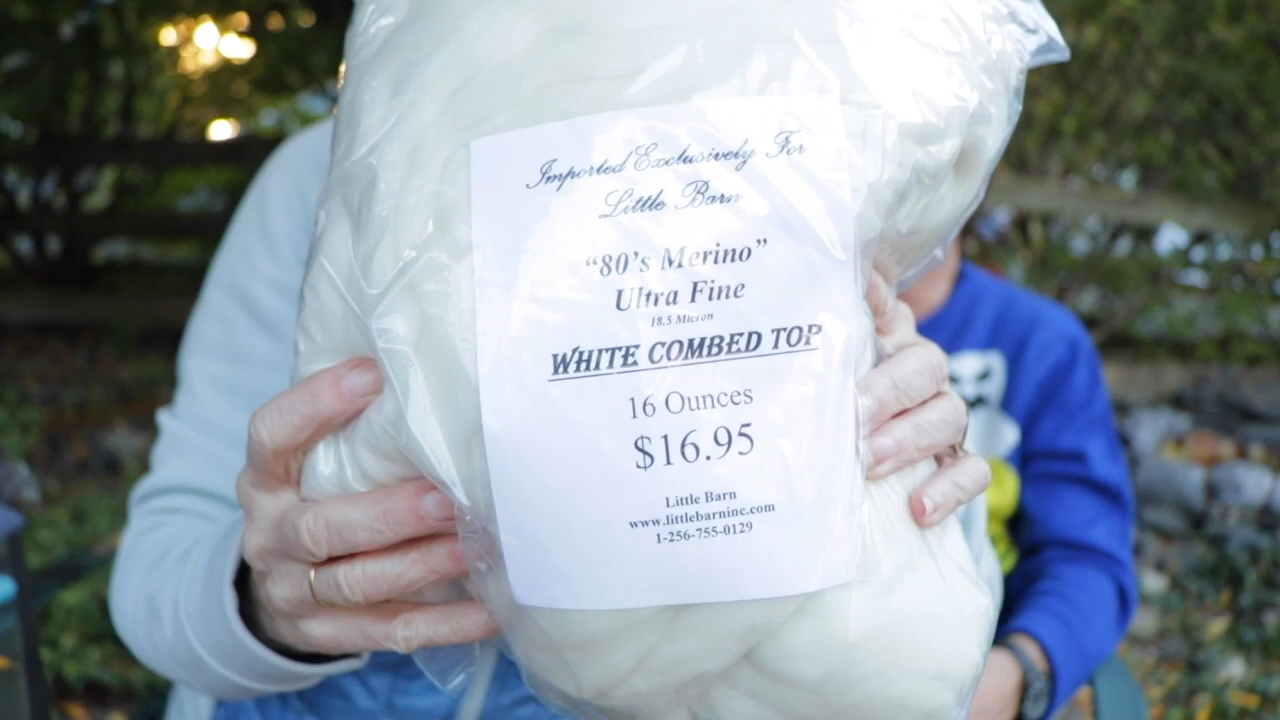 Imported Exclusively For
Little Barn
“80’s Merino”
Ultra Fine
18.5 Micron
WHITE COMBED TOP
16 Ounces
$16.95
Little Barn
www.littlebarninc.com
1-256-755-0129